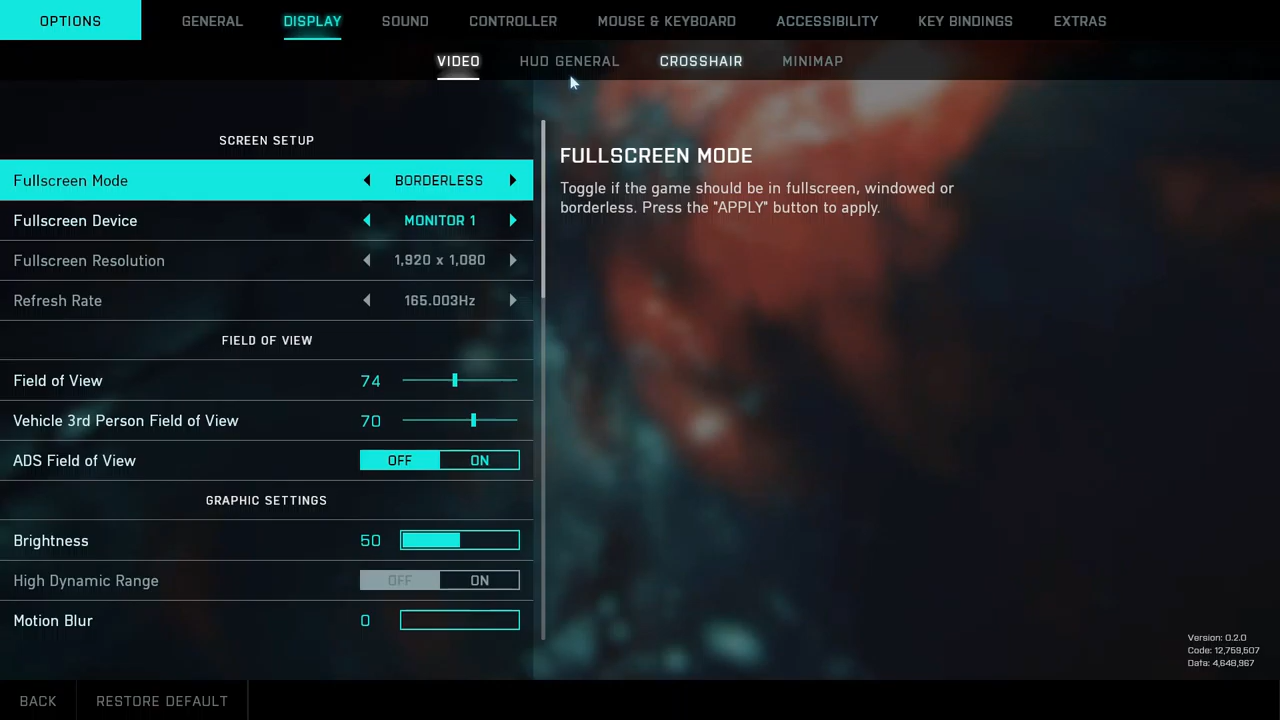 OPTIONS GENERAL DISPLAY SOUND CONTROLLER MOUSE & KEYBOARD ACCESSIBILITY KEY BINDINGS EXTRAS
VIDEO HUD GENERAL CROSSHAIR MINIMAP
SCREEN SETUP
Fullscreen Mode BORDERLESS
Fullscreen Device MONITOR 1
Fullscreen Resolution 1,920 x 1,080
Refresh Rate 165.003Hz
FIELD OF VIEW
Field of View 74
Vehicle 3rd Person Field of View 70
ADS Field of View OFF ON
GRAPHIC SETTINGS
Brightness 50
High Dynamic Range OFF ON
Motion Blur 0
FULLSCREEN MODE
Toggle if the game should be in fullscreen, windowed or
borderless. Press the "APPLY" button to apply.
Version: 0.2.0
Code: 12,759,507
Data: 4,648,967
BACK RESTORE DEFAULT